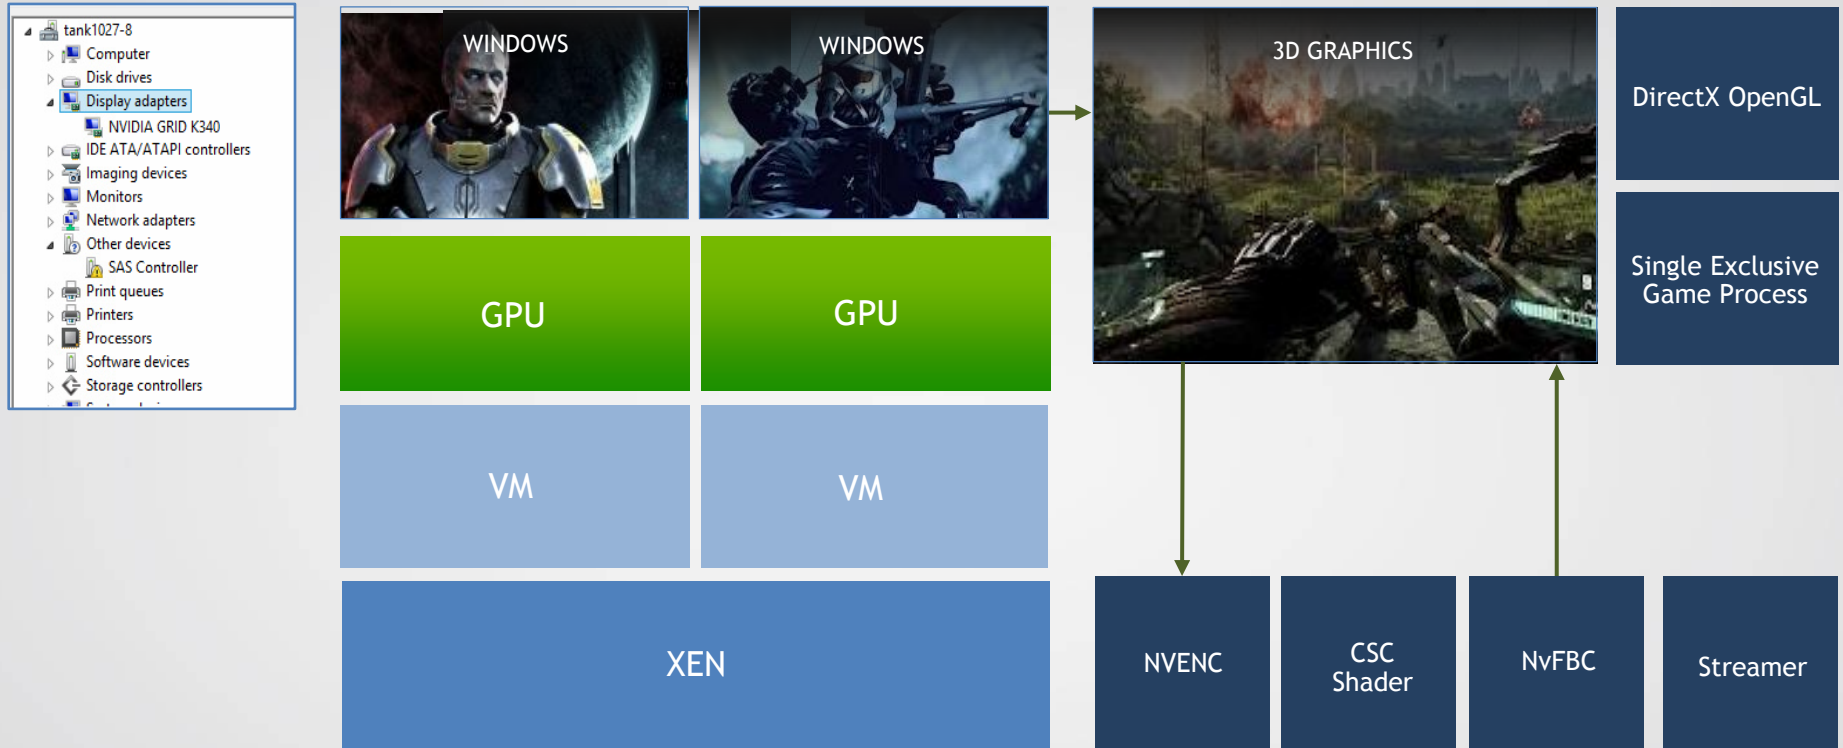 tank1027-8
Computer
Disk drives
Display adapters
NVIDIA GRID K340
IDE ATA/ATAPI controllers
Imaging devices
Monitors
Network adapters
Other devices
SAS Controller
Print queues
Printers
Processors
Software devices
Storage controllers
WINDOWS
WINDOWS
3D GRAPHICS
DirectX OpenGL
Single Exclusive
Game Process
GPU
GPU
VM
VM
XEN
NVENC
CSC
Shader
NvFBC
Streamer